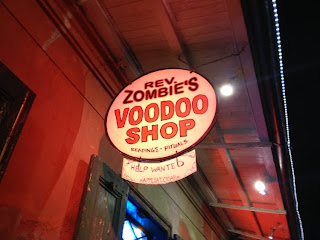 REV.
ZOMBIE'S
VOODOO
SHOP
READINGS - RITUALS
HELP WANTED